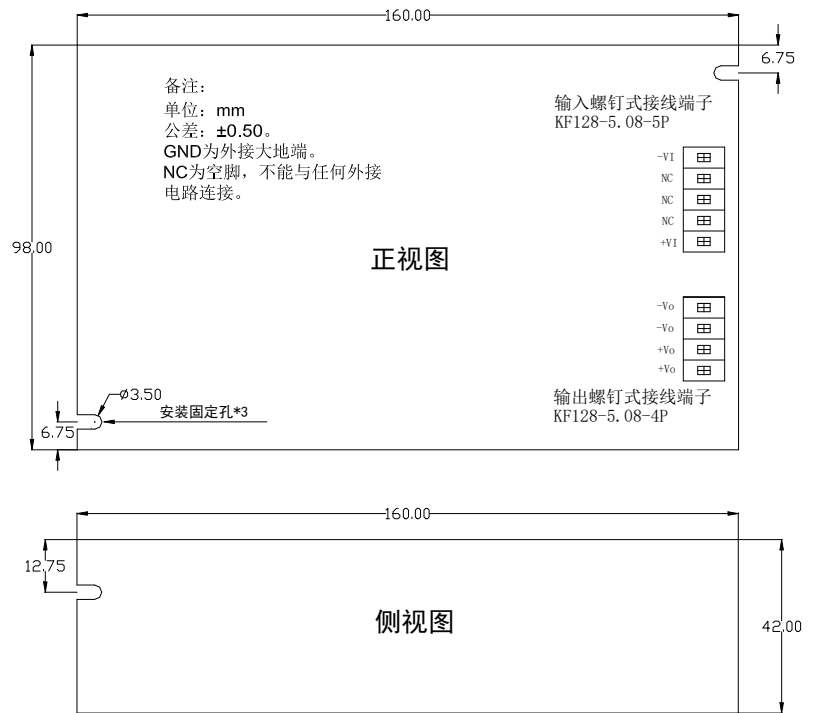 160.00
6.75
备注：
单位：mm
公差：±0.50。
GND为外接大地端。
NC为空脚，不能与任何外接
电路连接。
输入螺钉式接线端子
KF128-5.08-5P
-VI
NC
NC
NC
+VI
98.00
正视图
-Vo
-Vo
+Vo
+Vo
ø3.50
安装固定孔*3
6.75
输出螺钉式接线端子
KF128-5.08-4P
160.00
12.75
侧视图
42.00